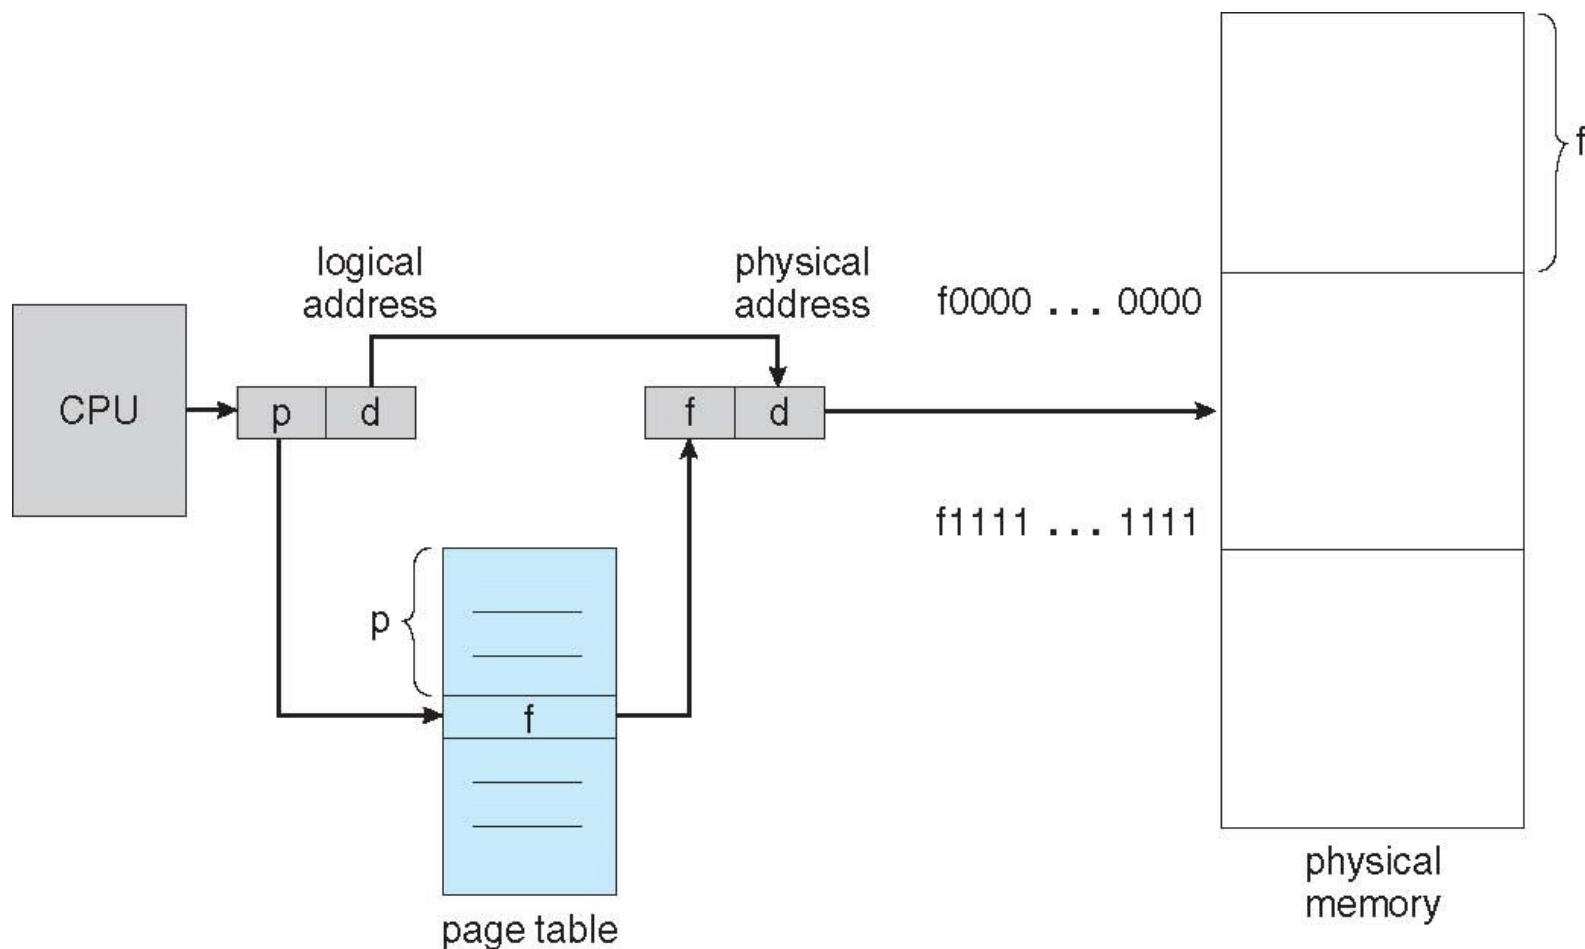 f
logical
address
physical
address
f0000 ... 0000
CPU
p
d
f
d
f1111 ... 1111
p
f
page table
physical
memory